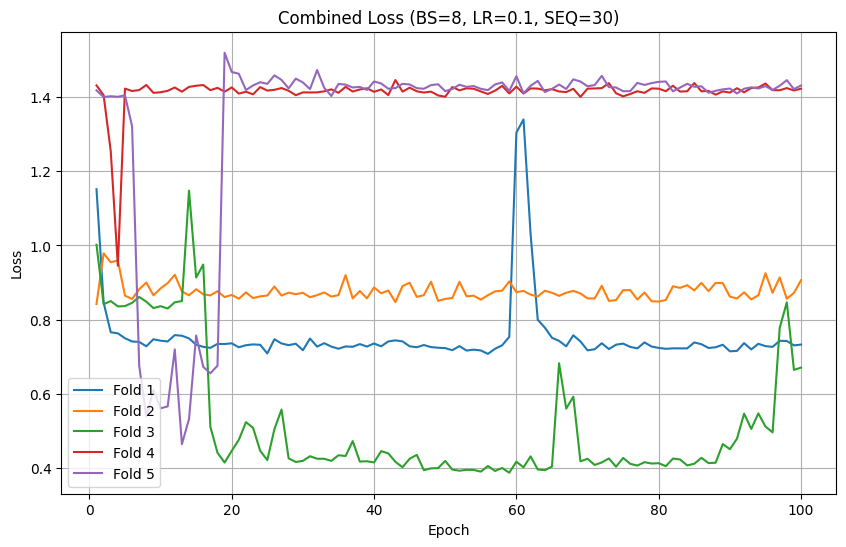 Combined Loss (BS=8, LR=0.1, SEQ=30)
Loss
1.4
1.2
1.0
0.8
0.6
0.4
Fold 1
Fold 2
Fold 3
Fold 4
Fold 5
0 20 40 60 80 100
Epoch